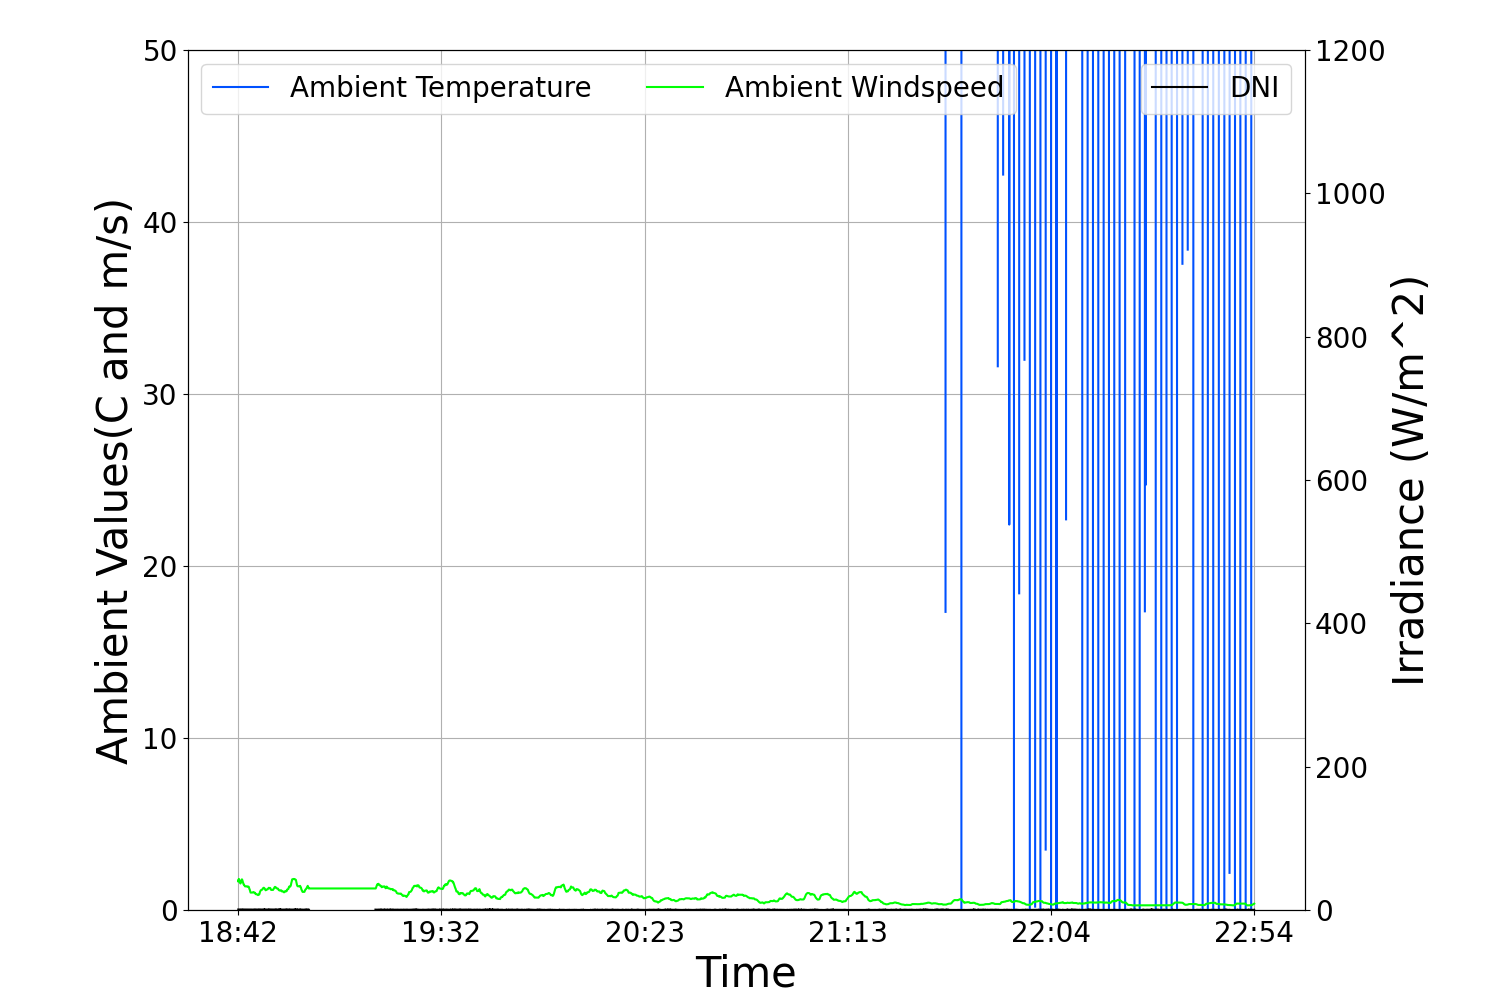 Ambient Temperature
Ambient Windspeed
DNI
Ambient Values(C and m/s)
50
40
30
20
10
0
1200
1000
800
600
400
200
0
Irradiance (W/m^2)
18:42 19:32 20:23 21:13 22:04 22:54
Time